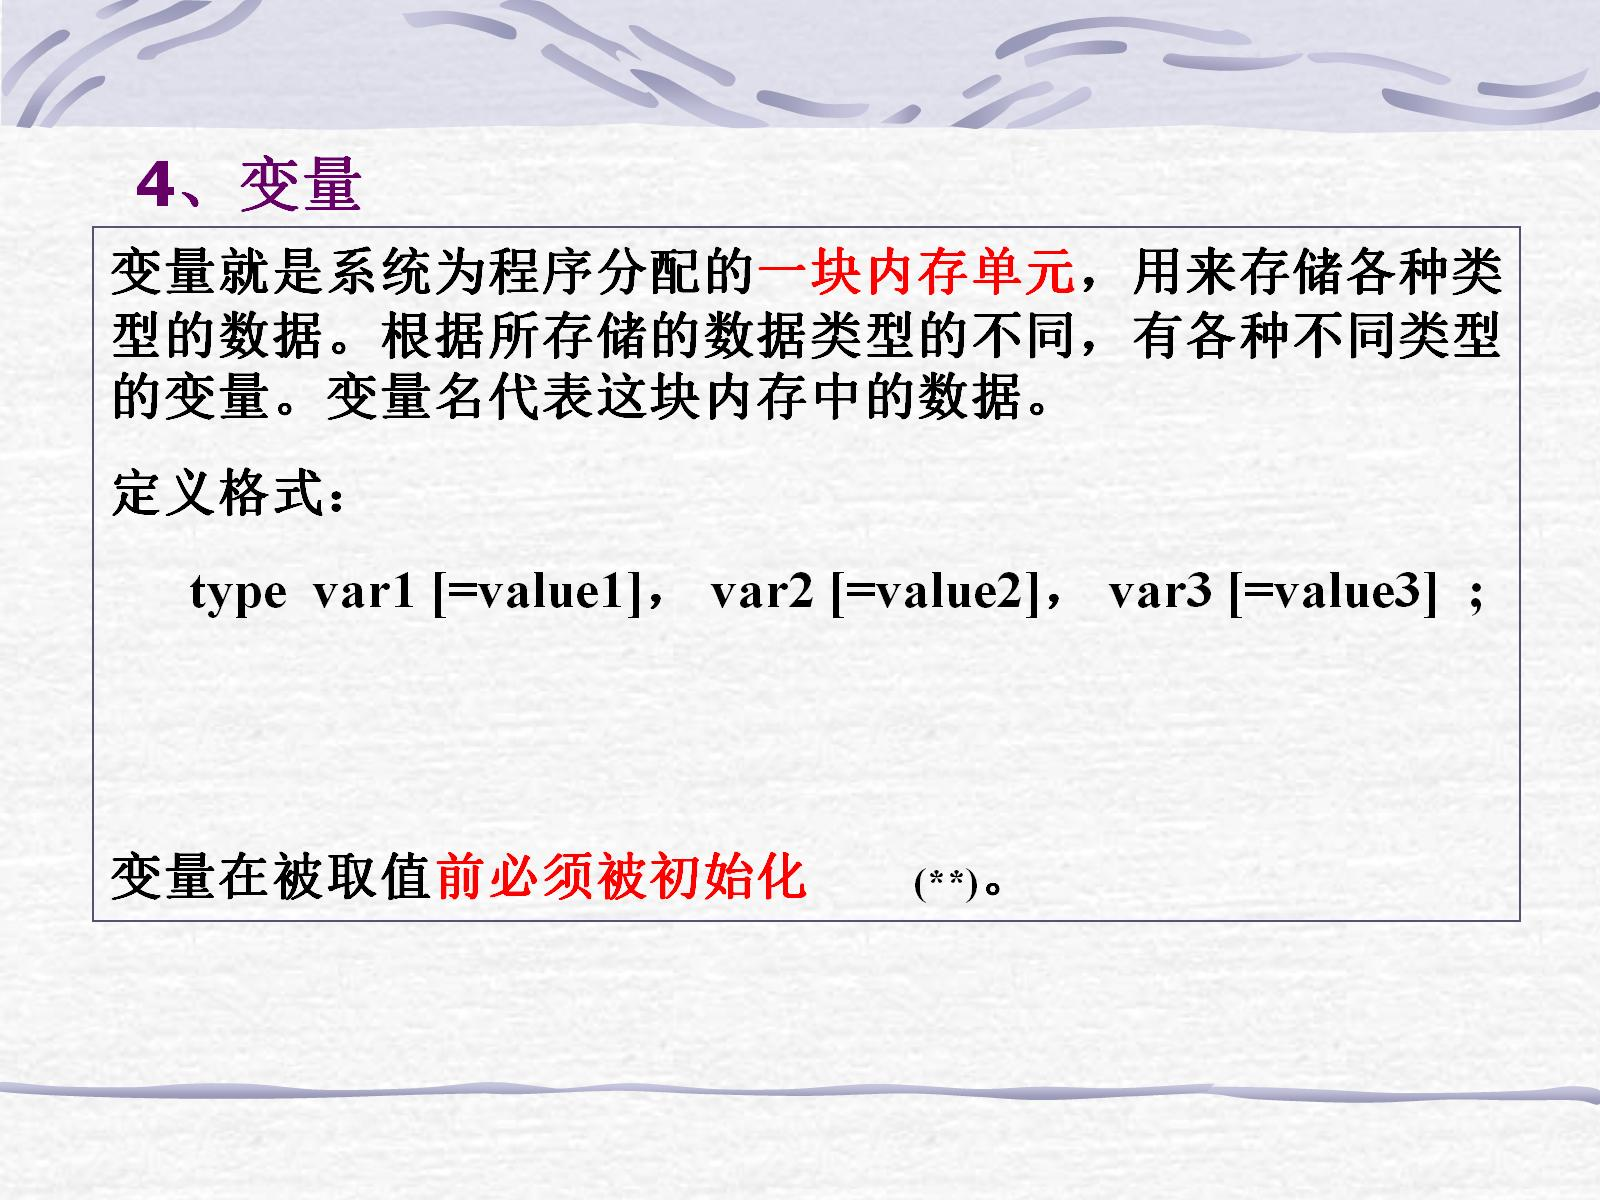 4、变量
变量就是系统为程序分配的一块内存单元，用来存储各种类
型的数据。根据所存储的数据类型的不同，有各种不同类型
的变量。变量名代表这块内存中的数据。
定义格式：
type var1 [=value1]， var2 [=value2]， var3 [=value3] ；
变量在被取值前必须被初始化 (**)。